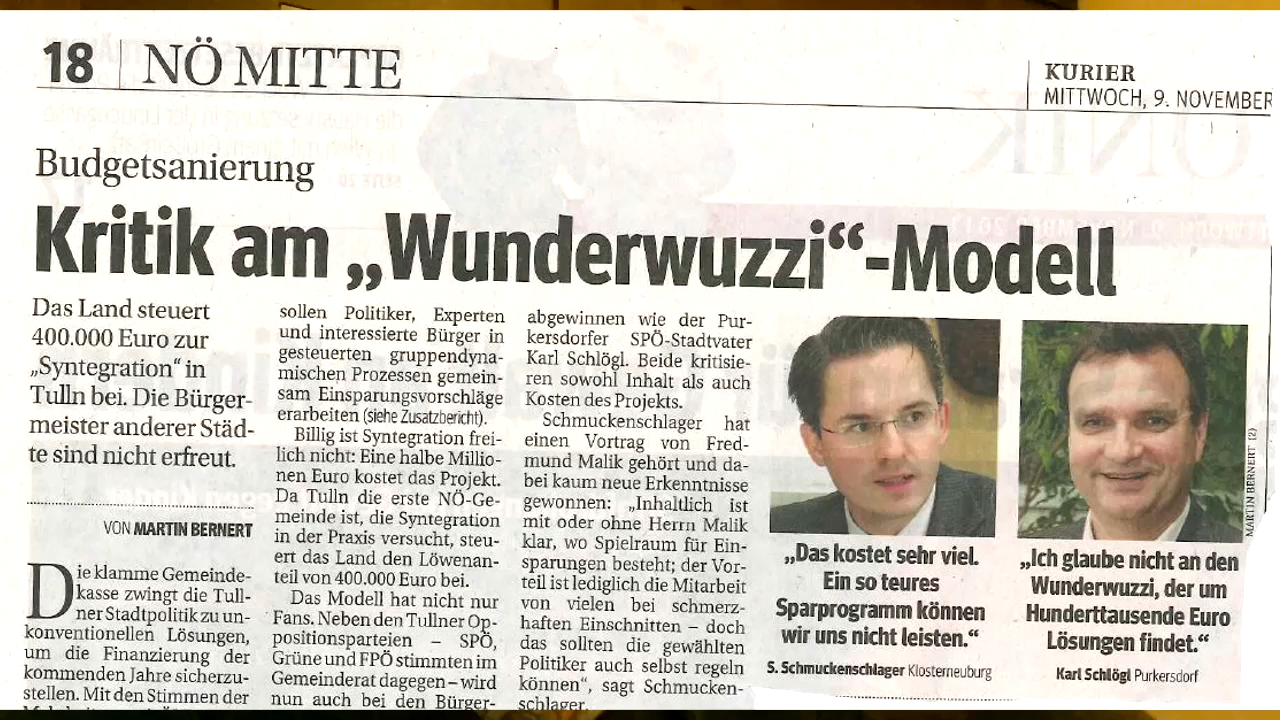 18 NÖ MITTE
KURIER
MITTWOCH, 9. NOVEMBER
Budgetsanierung
Kritik am „Wunderwuzzi“-Modell
Das Land steuert
400.000 Euro zur
„Syntegration“ in
Tulln bei. Die Bürger-
meister anderer Städ-
te sind nicht erfreut.
VON MARTIN BERNERT
Die klamme Gemeinde-
kasse zwingt die Tull-
ner Stadtpolitik zu un-
konventionellen Lösungen,
um die Finanzierung der
kommenden Jahre sicherzu-
stellen. Mit den Stimmen der
sollen Politiker, Experten
und interessierte Bürger in
gesteuerten gruppendyna-
mischen Prozessen gemein-
sam Einsparungsvorschläge
erarbeiten (siehe Zusatzbericht).
Billig ist Syntegration frei-
lich nicht: Eine halbe Millio-
nen Euro kostet das Projekt.
Da Tulln die erste NÖ-Ge-
meinde ist, die Syntegration
in der Praxis versucht, steu-
ert das Land den Löwenan-
teil von 400.000 Euro bei.
Das Modell hat nicht nur
Fans. Neben den Tullner Op-
positionsparteien – SPÖ,
Grüne und FPÖ stimmten im
Gemeinderat dagegen – wird
nun auch bei den Bürger-
abgewinnen wie der Pur-
kersdorfer SPÖ-Stadtvater
Karl Schlögl. Beide kritisie-
ren sowohl Inhalt als auch
Kosten des Projekts.
Schmuckenschlager hat
einen Vortrag von Fred-
mund Malik gehört und da-
bei kaum neue Erkenntnisse
gewonnen: „Inhaltlich ist
mit oder ohne Herrn Malik
klar, wo Spielraum für Ein-
sparungen besteht; der Vor-
teil ist lediglich die Mitarbeit
von vielen bei schmerz-
haften Einschnitten – doch
das sollten die gewählten
Politiker auch selbst regeln
können“, sagt Schmucken-
schlager.
MARTIN BERNERT (2)
„Das kostet sehr viel.
Ein so teures
Sparprogramm können
wir uns nicht leisten.“
S. Schmuckenschlager Klosterneuburg
„Ich glaube nicht an den
Wunderwuzzi, der um
Hunderttausende Euro
Lösungen findet.“
Karl Schlögl Purkersdorf